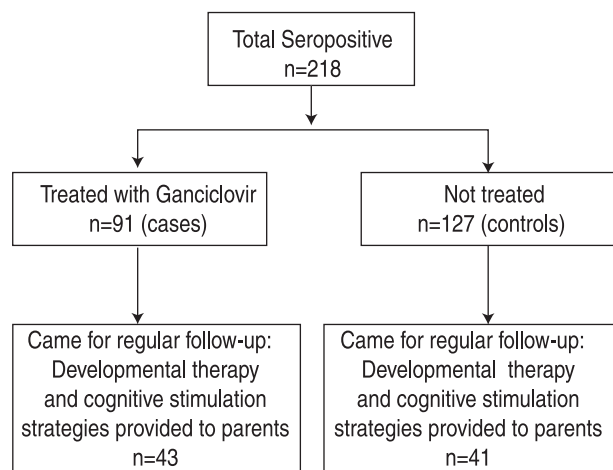 Total Seropositive
n=218
Treated with Ganciclovir
n=91 (cases)
Not treated
n=127 (controls)
Came for regular follow-up:
Developmental therapy
and cognitive stimulation
strategies provided to parents
n=43
Came for regular follow-up:
Developmental therapy
and cognitive stimulation
strategies provided to parents
n=41